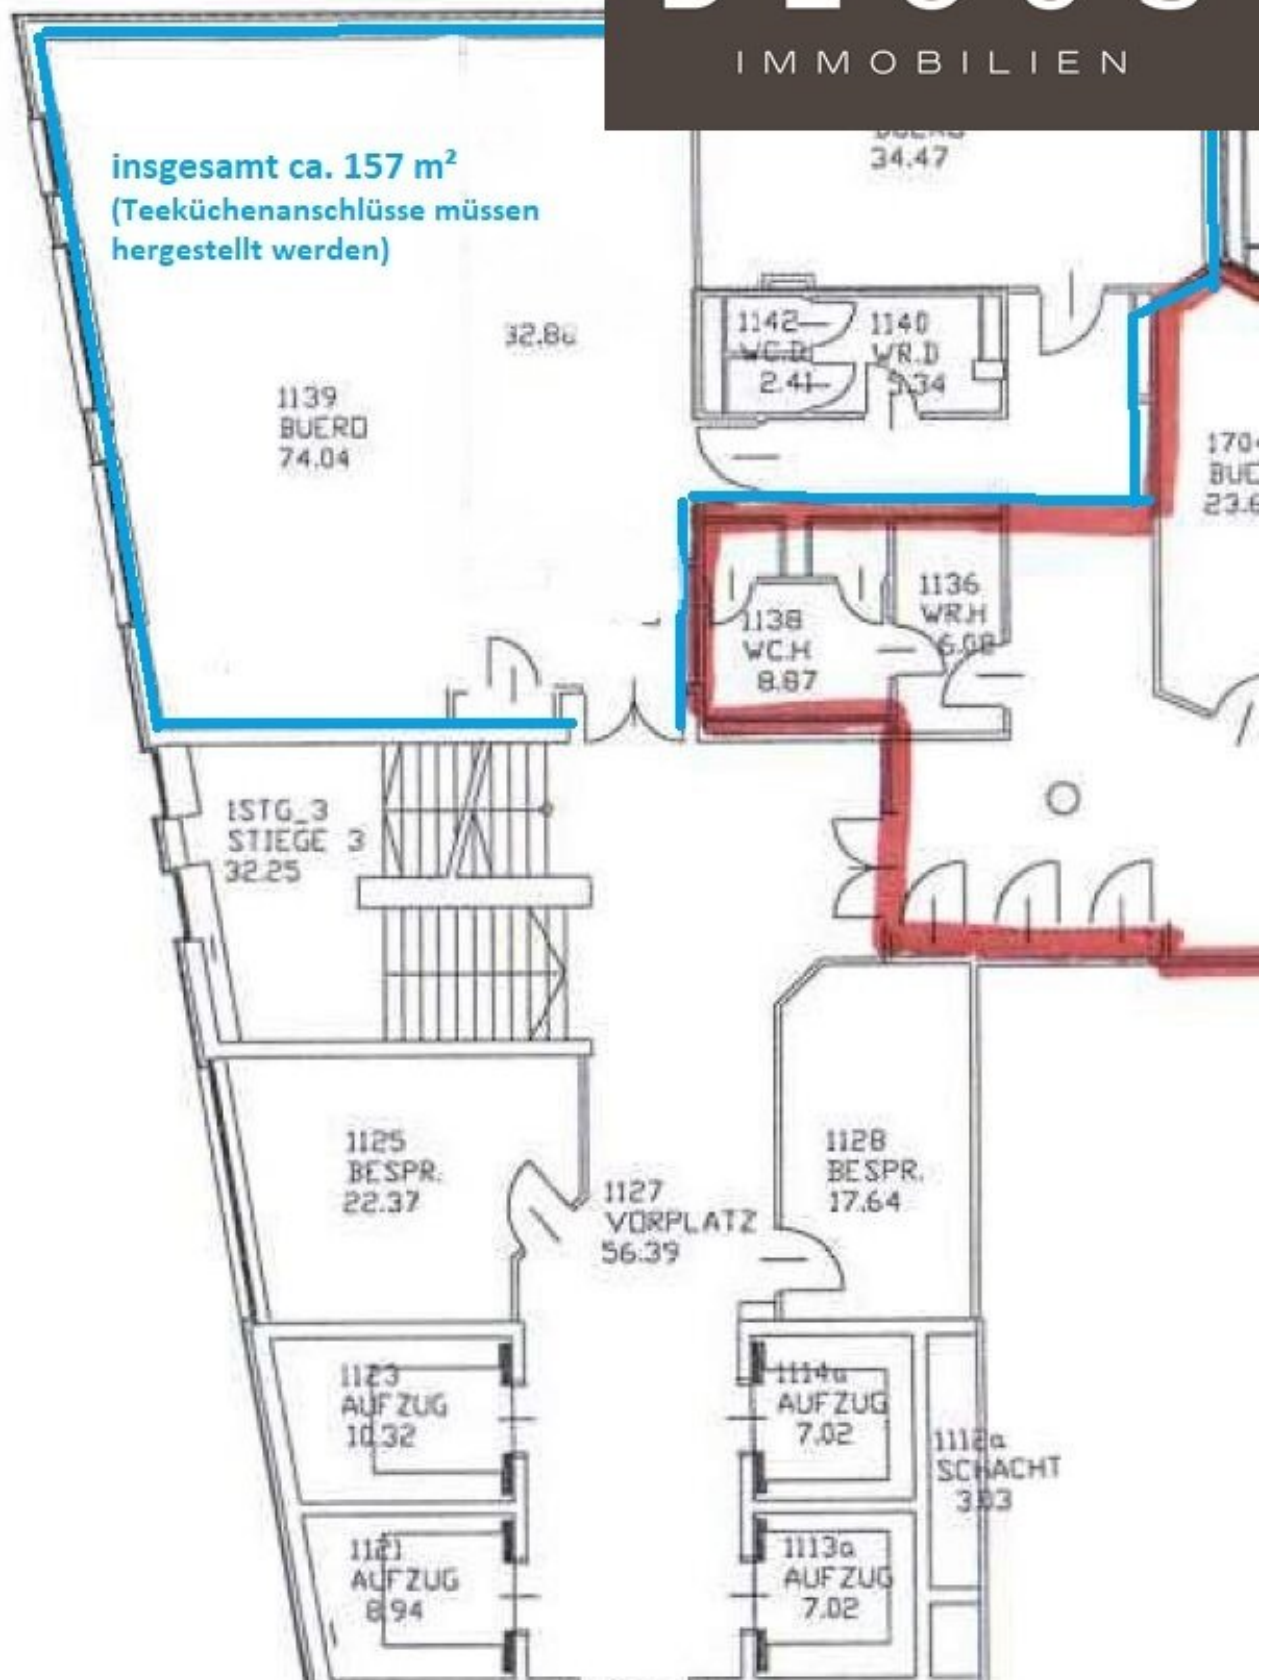 IMMOBILIEN
insgesamt ca. 157 m²
(Teeküchenanschlüsse müssen
hergestellt werden)
BUERO
34.47
32.86
1142
WC.D
2.41
1140
WR.D
5.34
1139
BUERO
74.04
1138
WC.H
8.87
1136
WR.H
6.08
1STG_3
STIEGE 3
32.25
1125
BESPR.
22.37
1127
VORPLATZ
56.39
1128
BESPR.
17.64
1123
AUFZUG
10.32
1114a
AUFZUG
7.02
1112a
SCHACHT
1121
AUFZUG
8.94
1113a
AUFZUG
7.02